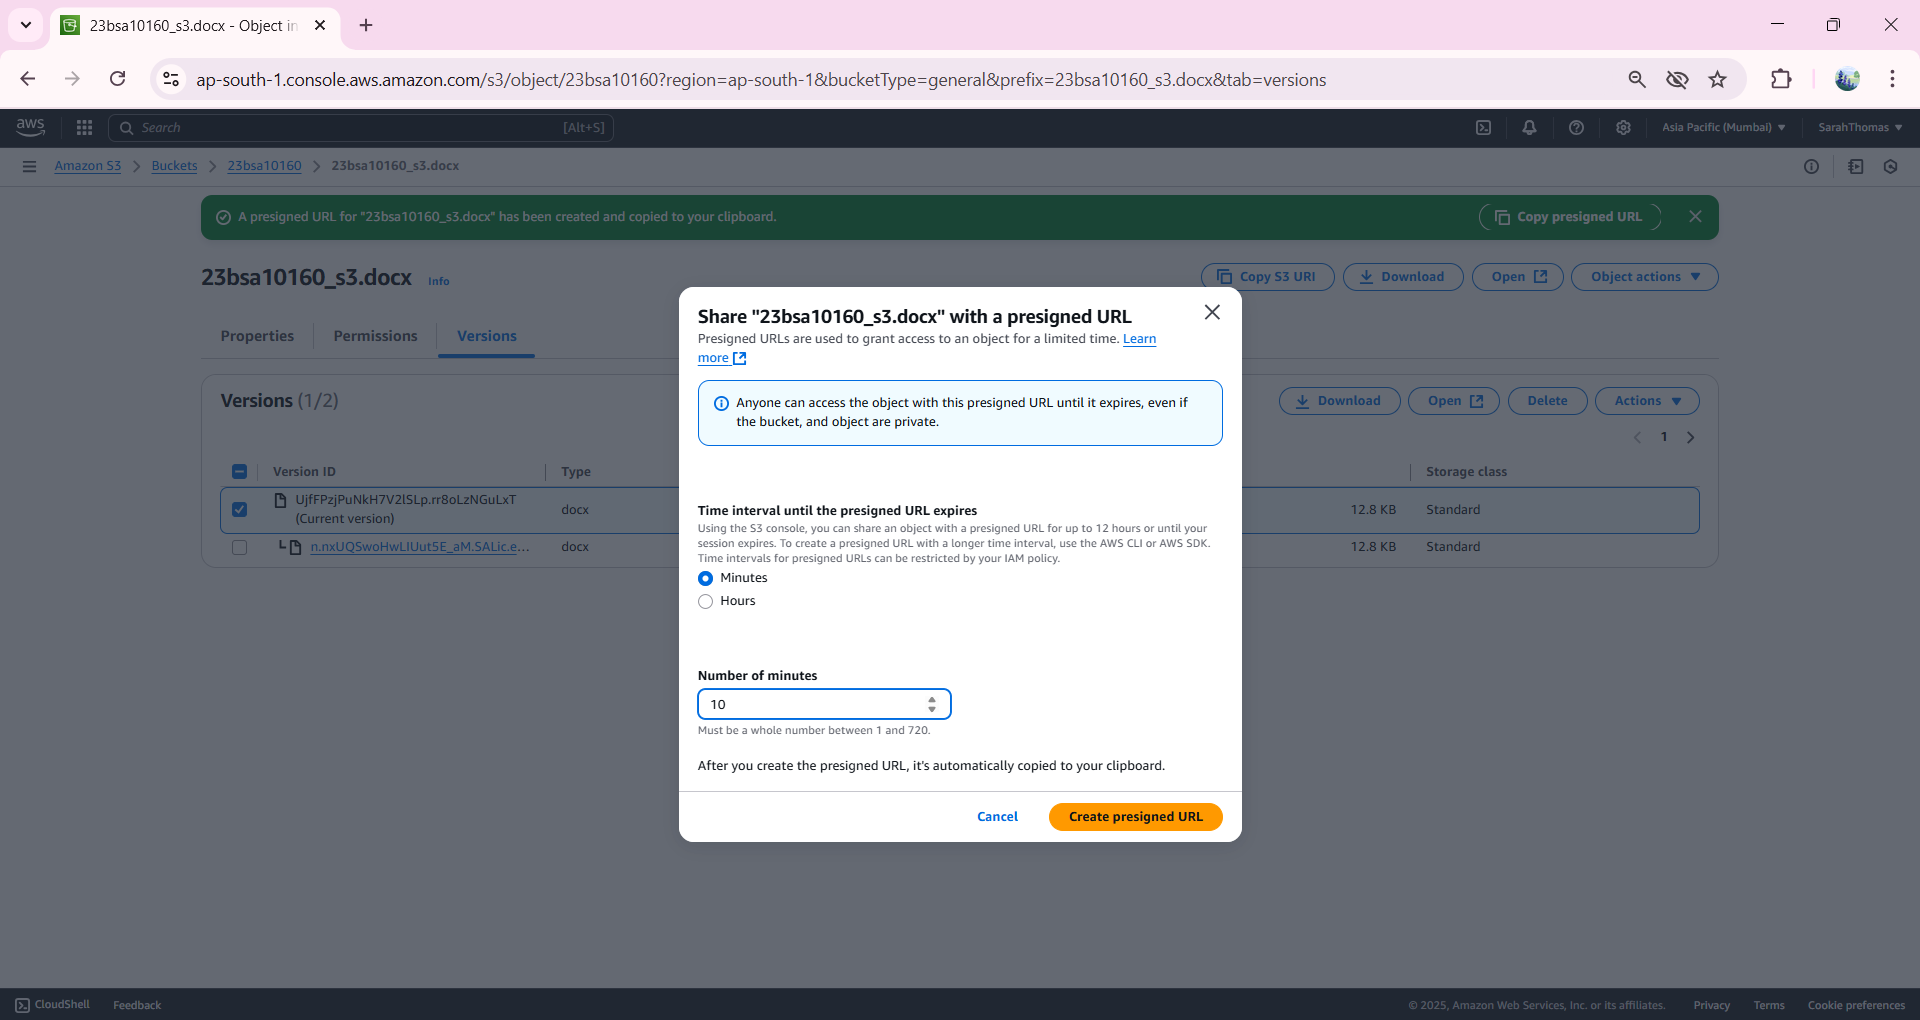 23bsa10160_s3.docx - Object in
ap-south-1.console.aws.amazon.com/s3/object/23bsa10160?region=ap-south-1&bucketType=general&prefix=23bsa10160_s3.docx&tab=versions
aws
Search [Alt+S]
Asia Pacific (Mumbai)
SarahThomas
Amazon S3 > Buckets > 23bsa10160 > 23bsa10160_s3.docx
A presigned URL for "23bsa10160_s3.docx" has been created and copied to your clipboard.
Copy presigned URL
23bsa10160_s3.docx Info
Copy S3 URI
Download
Open
Object actions
Properties
Permissions
Versions
Versions (1/2)
Download
Open
Delete
Actions
1
Version ID
Type
Storage class
UjfFPzjPuNkH7V2lSLp.rr8oLzNGuLxT
(Current version)
docx
12.8 KB
Standard
n.nxUQSwoHwLIUut5E_aM.SALic.e...
docx
12.8 KB
Standard
Share "23bsa10160_s3.docx" with a presigned URL
Presigned URLs are used to grant access to an object for a limited time. Learn
more
Anyone can access the object with this presigned URL until it expires, even if
the bucket, and object are private.
Time interval until the presigned URL expires
Using the S3 console, you can share an object with a presigned URL for up to 12 hours or until your
session expires. To create a presigned URL with a longer time interval, use the AWS CLI or AWS SDK.
Time intervals for presigned URLs can be restricted by your IAM policy.
Minutes
Hours
Number of minutes
10
Must be a whole number between 1 and 720.
After you create the presigned URL, it's automatically copied to your clipboard.
Cancel
Create presigned URL
CloudShell
Feedback
© 2025, Amazon Web Services, Inc. or its affiliates.
Privacy
Terms
Cookie preferences